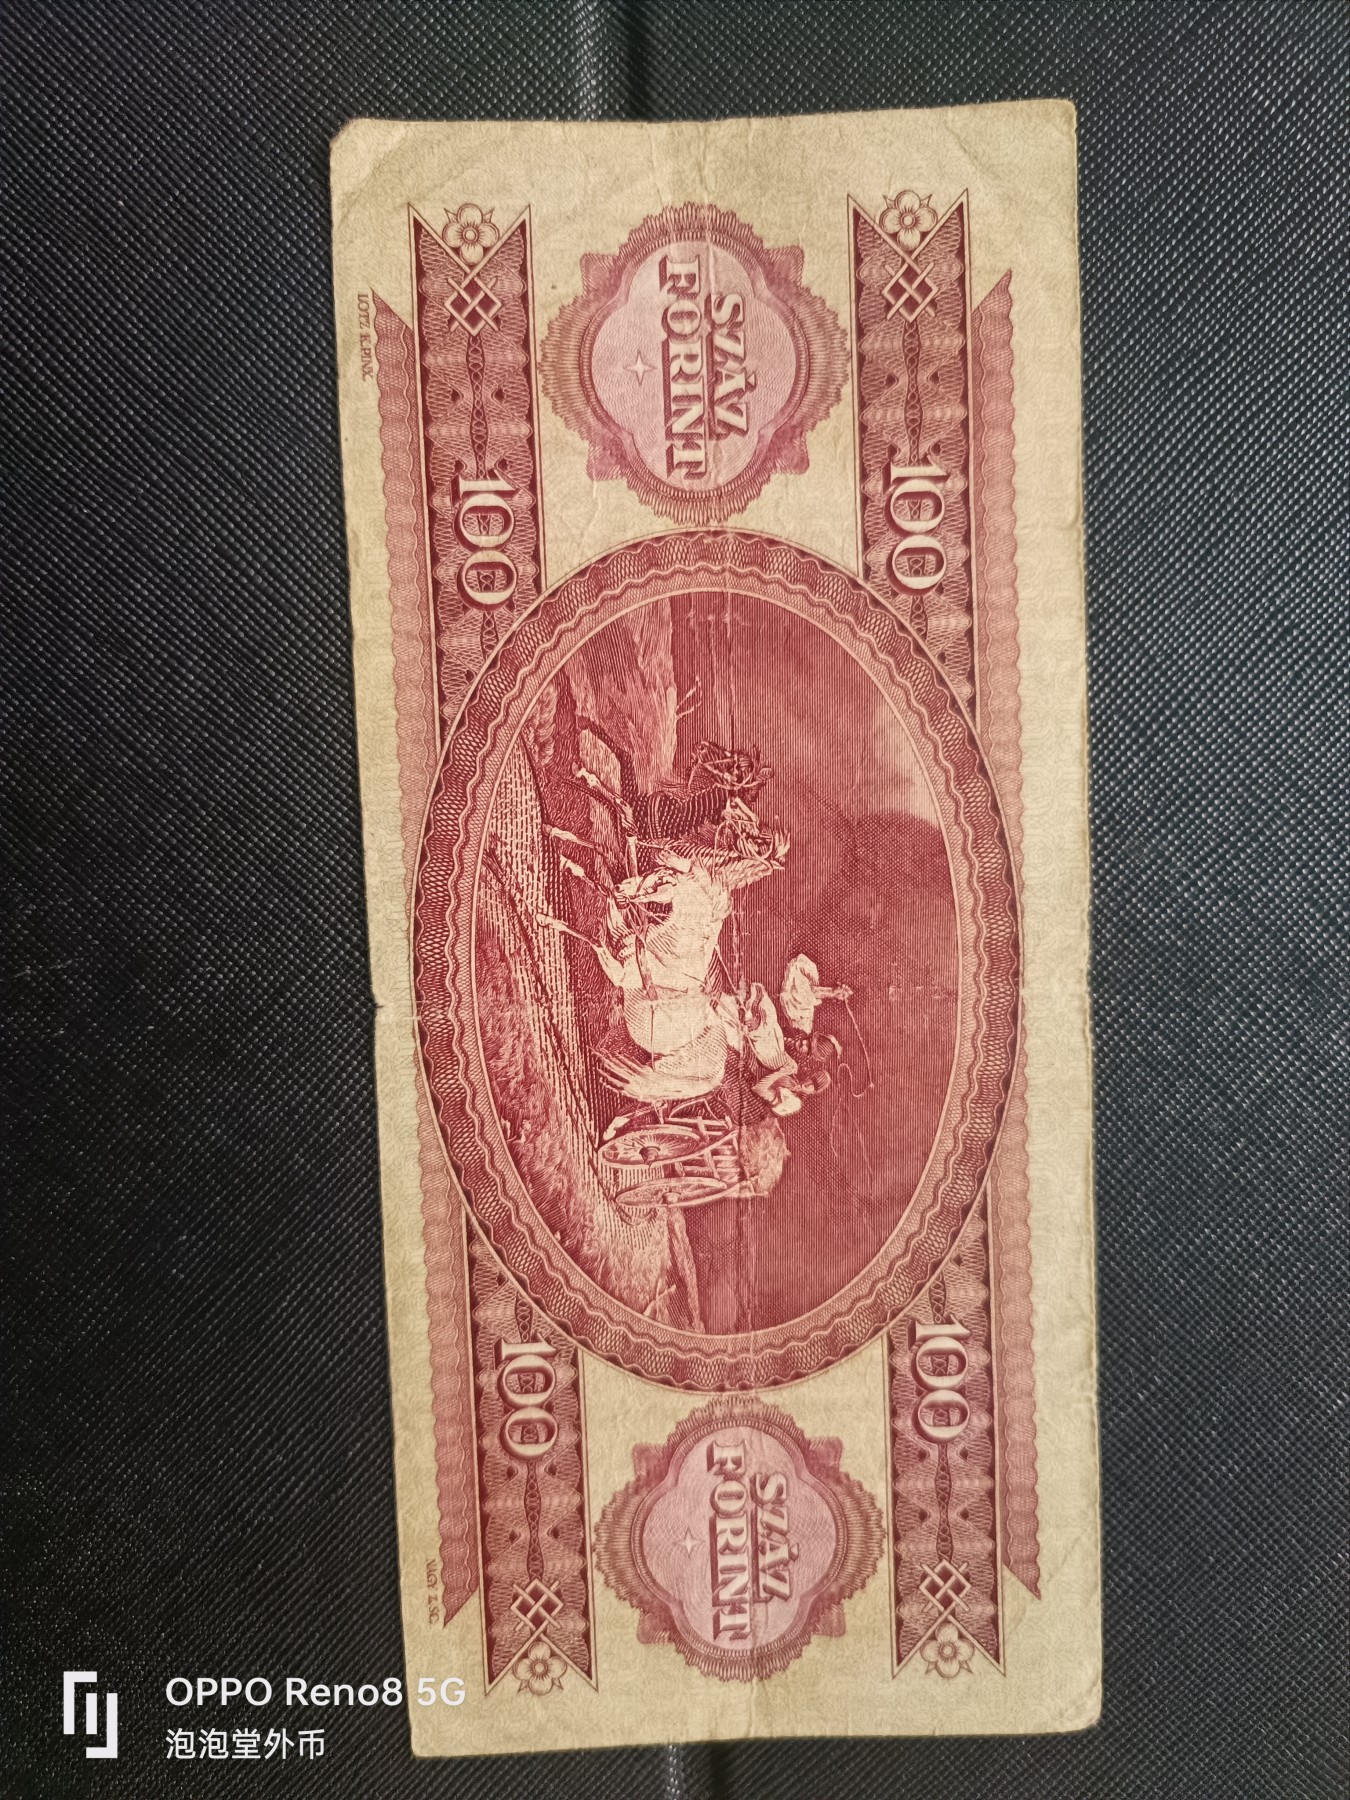 SZÁZ
FORINT
100
100
LOTZ K. PINX.
100
100
SZÁZ
FORINT
NAGY Z. SC.
OPPO Reno8 5G
泡泡堂外币